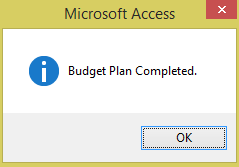 Microsoft Access
Budget Plan Completed.
OK